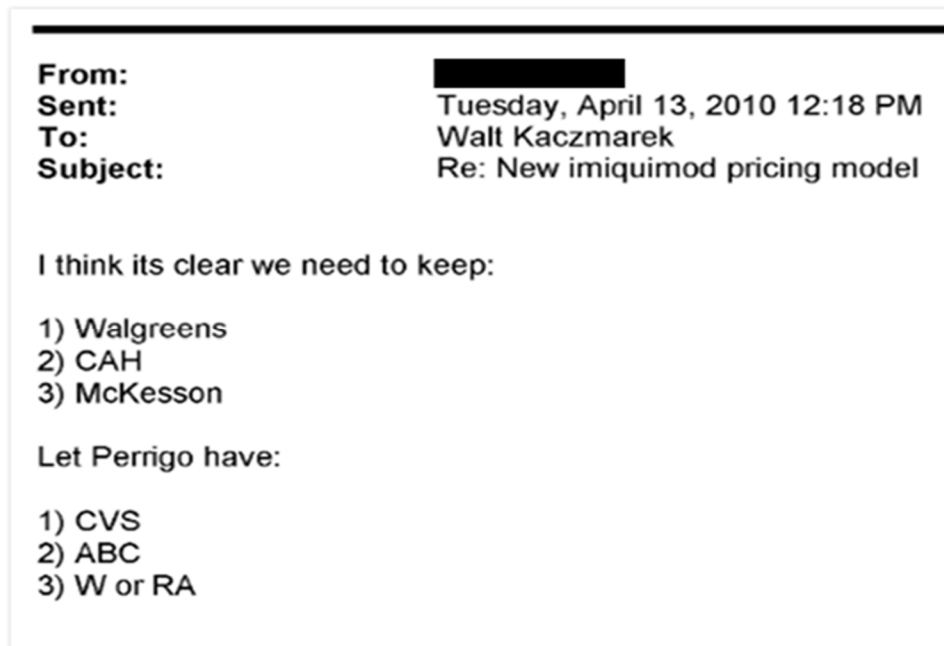 From:
Sent: Tuesday, April 13, 2010 12:18 PM
To: Walt Kaczmarek
Subject: Re: New imiquimod pricing model
I think its clear we need to keep:
1) Walgreens
2) CAH
3) McKesson
Let Perrigo have:
1) CVS
2) ABC
3) W or RA